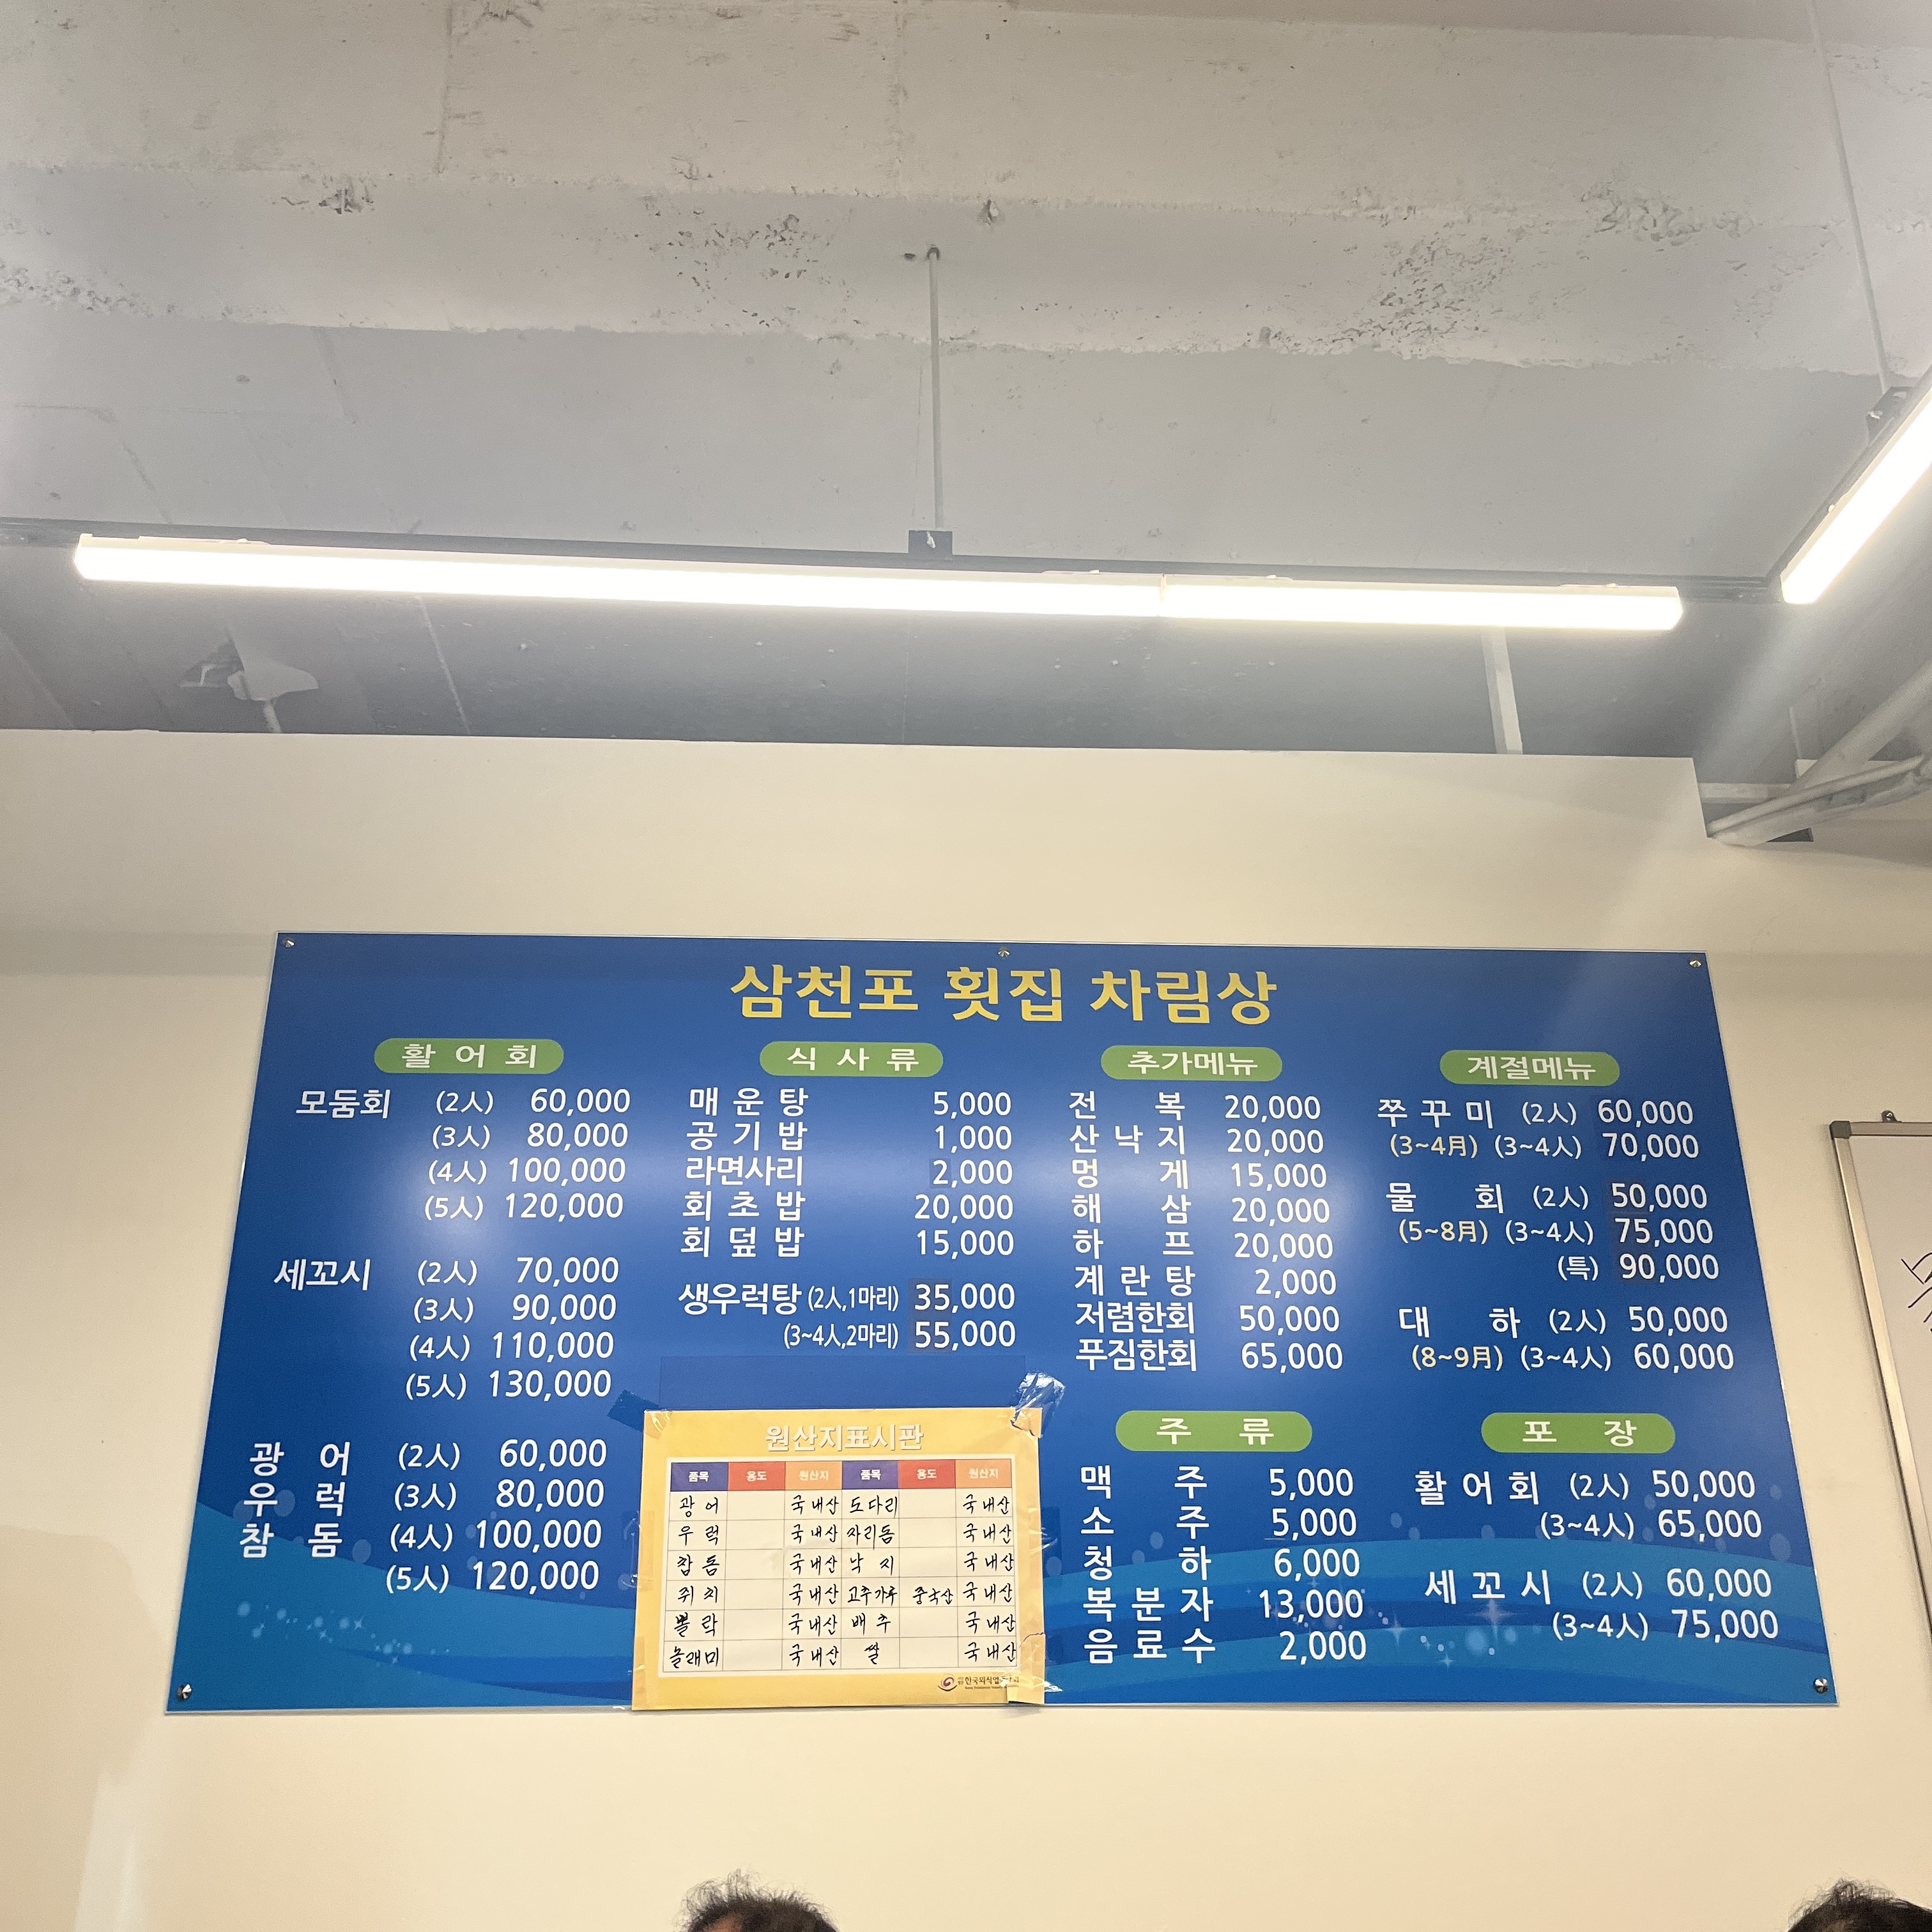 삼천포 횟집 차림상
활 어 회
모둠회 (2人) 60,000
(3人) 80,000
(4人) 100,000
(5人) 120,000
세꼬시 (2人) 70,000
(3人) 90,000
(4人) 110,000
(5人) 130,000
광 어 (2人) 60,000
우 럭 (3人) 80,000
참 돔 (4人) 100,000
(5人) 120,000
식 사 류
매 운 탕 5,000
공 기 밥 1,000
라면사리 2,000
회 초 밥 20,000
회 덮 밥 15,000
생우럭탕 (2人,1마리) 35,000
(3~4人,2마리) 55,000
원산지표시판
품목 용도 원산지 품목 용도 원산지
광어 국내산 도다리 국내산
우럭 국내산 자리돔 국내산
참돔 국내산 낙지 국내산
쥐치 국내산 고추가루 중국산 국내산
볼락 국내산 배추 국내산
놀래미 국내산 쌀 국내산
추가메뉴
전 복 20,000
산 낙 지 20,000
멍 게 15,000
해 삼 20,000
하 프 20,000
계 란 탕 2,000
저렴한회 50,000
푸짐한회 65,000
주 류
맥 주 5,000
소 주 5,000
청 하 6,000
복 분 자 13,000
음 료 수 2,000
계절메뉴
쭈 꾸 미 (2人) 60,000
(3~4月) (3~4人) 70,000
물 회 (2人) 50,000
(5~8月) (3~4人) 75,000
(특) 90,000
대 하 (2人) 50,000
(8~9月) (3~4人) 60,000
포 장
활 어 회 (2人) 50,000
(3~4人) 65,000
세 꼬 시 (2人) 60,000
(3~4人) 75,000